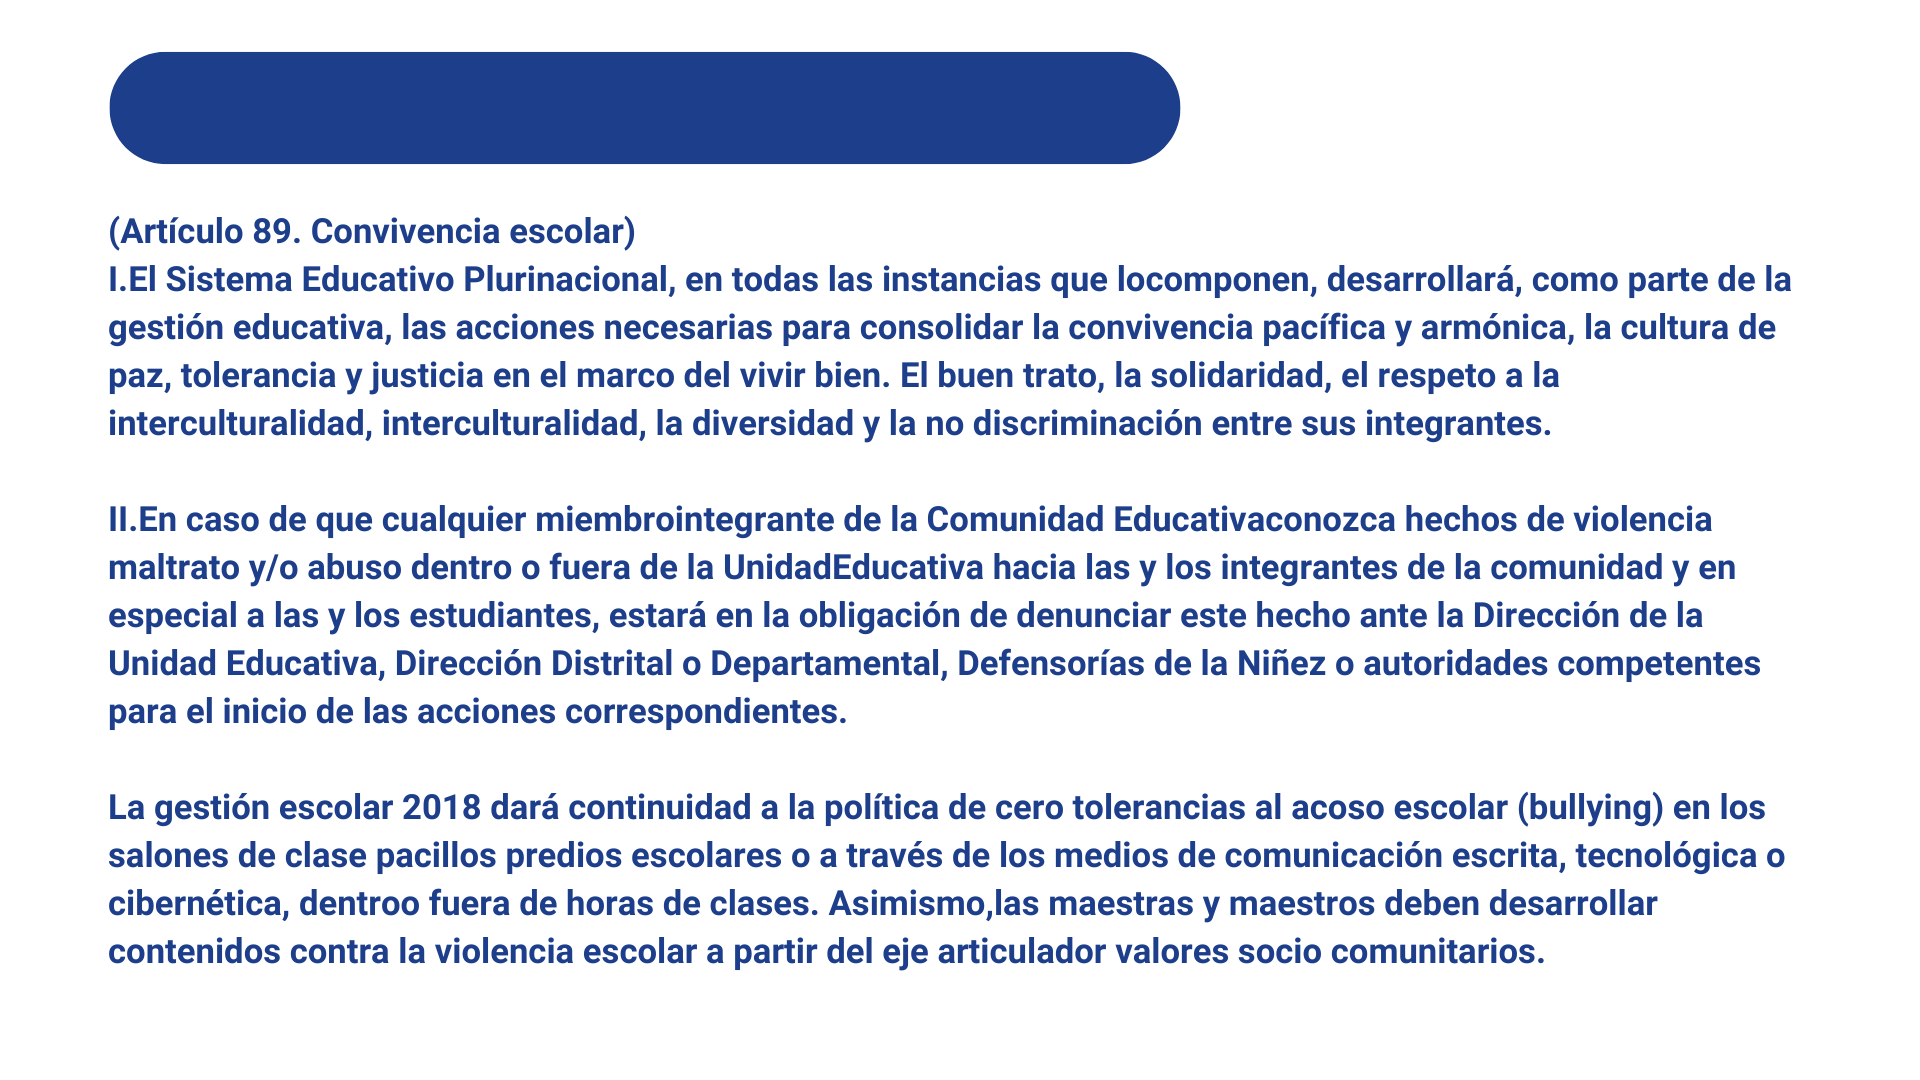 (Artículo 89. Convivencia escolar)
I.El Sistema Educativo Plurinacional, en todas las instancias que locomponen, desarrollará, como parte de la
gestión educativa, las acciones necesarias para consolidar la convivencia pacífica y armónica, la cultura de
paz, tolerancia y justicia en el marco del vivir bien. El buen trato, la solidaridad, el respeto a la
interculturalidad, interculturalidad, la diversidad y la no discriminación entre sus integrantes.
II.En caso de que cualquier miembrointegrante de la Comunidad Educativaconozca hechos de violencia
maltrato y/o abuso dentro o fuera de la UnidadEducativa hacia las y los integrantes de la comunidad y en
especial a las y los estudiantes, estará en la obligación de denunciar este hecho ante la Dirección de la
Unidad Educativa, Dirección Distrital o Departamental, Defensorías de la Niñez o autoridades competentes
para el inicio de las acciones correspondientes.
La gestión escolar 2018 dará continuidad a la política de cero tolerancias al acoso escolar (bullying) en los
salones de clase pacillos predios escolares o a través de los medios de comunicación escrita, tecnológica o
cibernética, dentroo fuera de horas de clases. Asimismo,las maestras y maestros deben desarrollar
contenidos contra la violencia escolar a partir del eje articulador valores socio comunitarios.